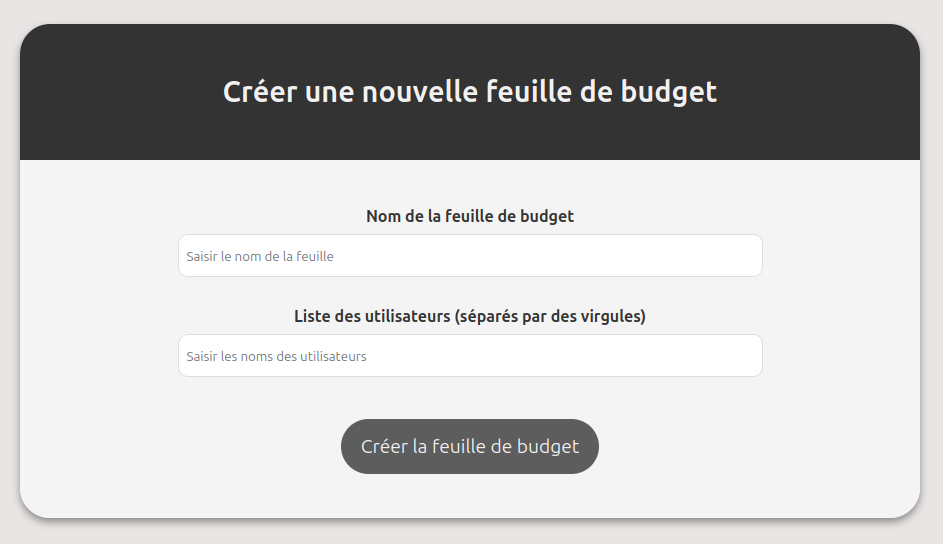 Créer une nouvelle feuille de budget
Nom de la feuille de budget
Saisir le nom de la feuille
Liste des utilisateurs (séparés par des virgules)
Saisir les noms des utilisateurs
Créer la feuille de budget